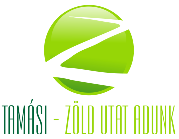 TAMÁSI - ZÖLD UTAT ADUNK